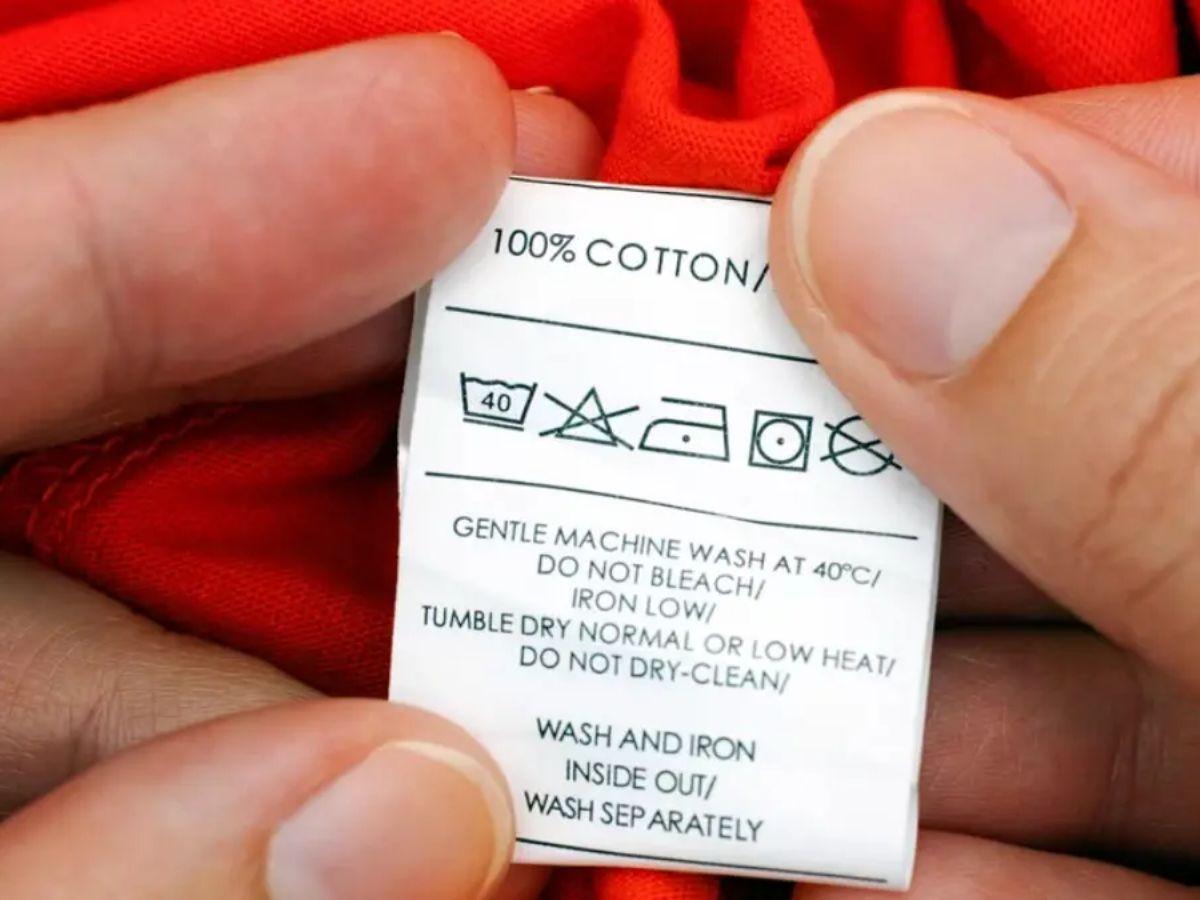 100% COTTON/
40
GENTLE MACHINE WASH AT 40ºC/
DO NOT BLEACH/
IRON LOW/
TUMBLE DRY NORMAL OR LOW HEAT/
DO NOT DRY-CLEAN/
WASH AND IRON
INSIDE OUT/
WASH SEPARATELY